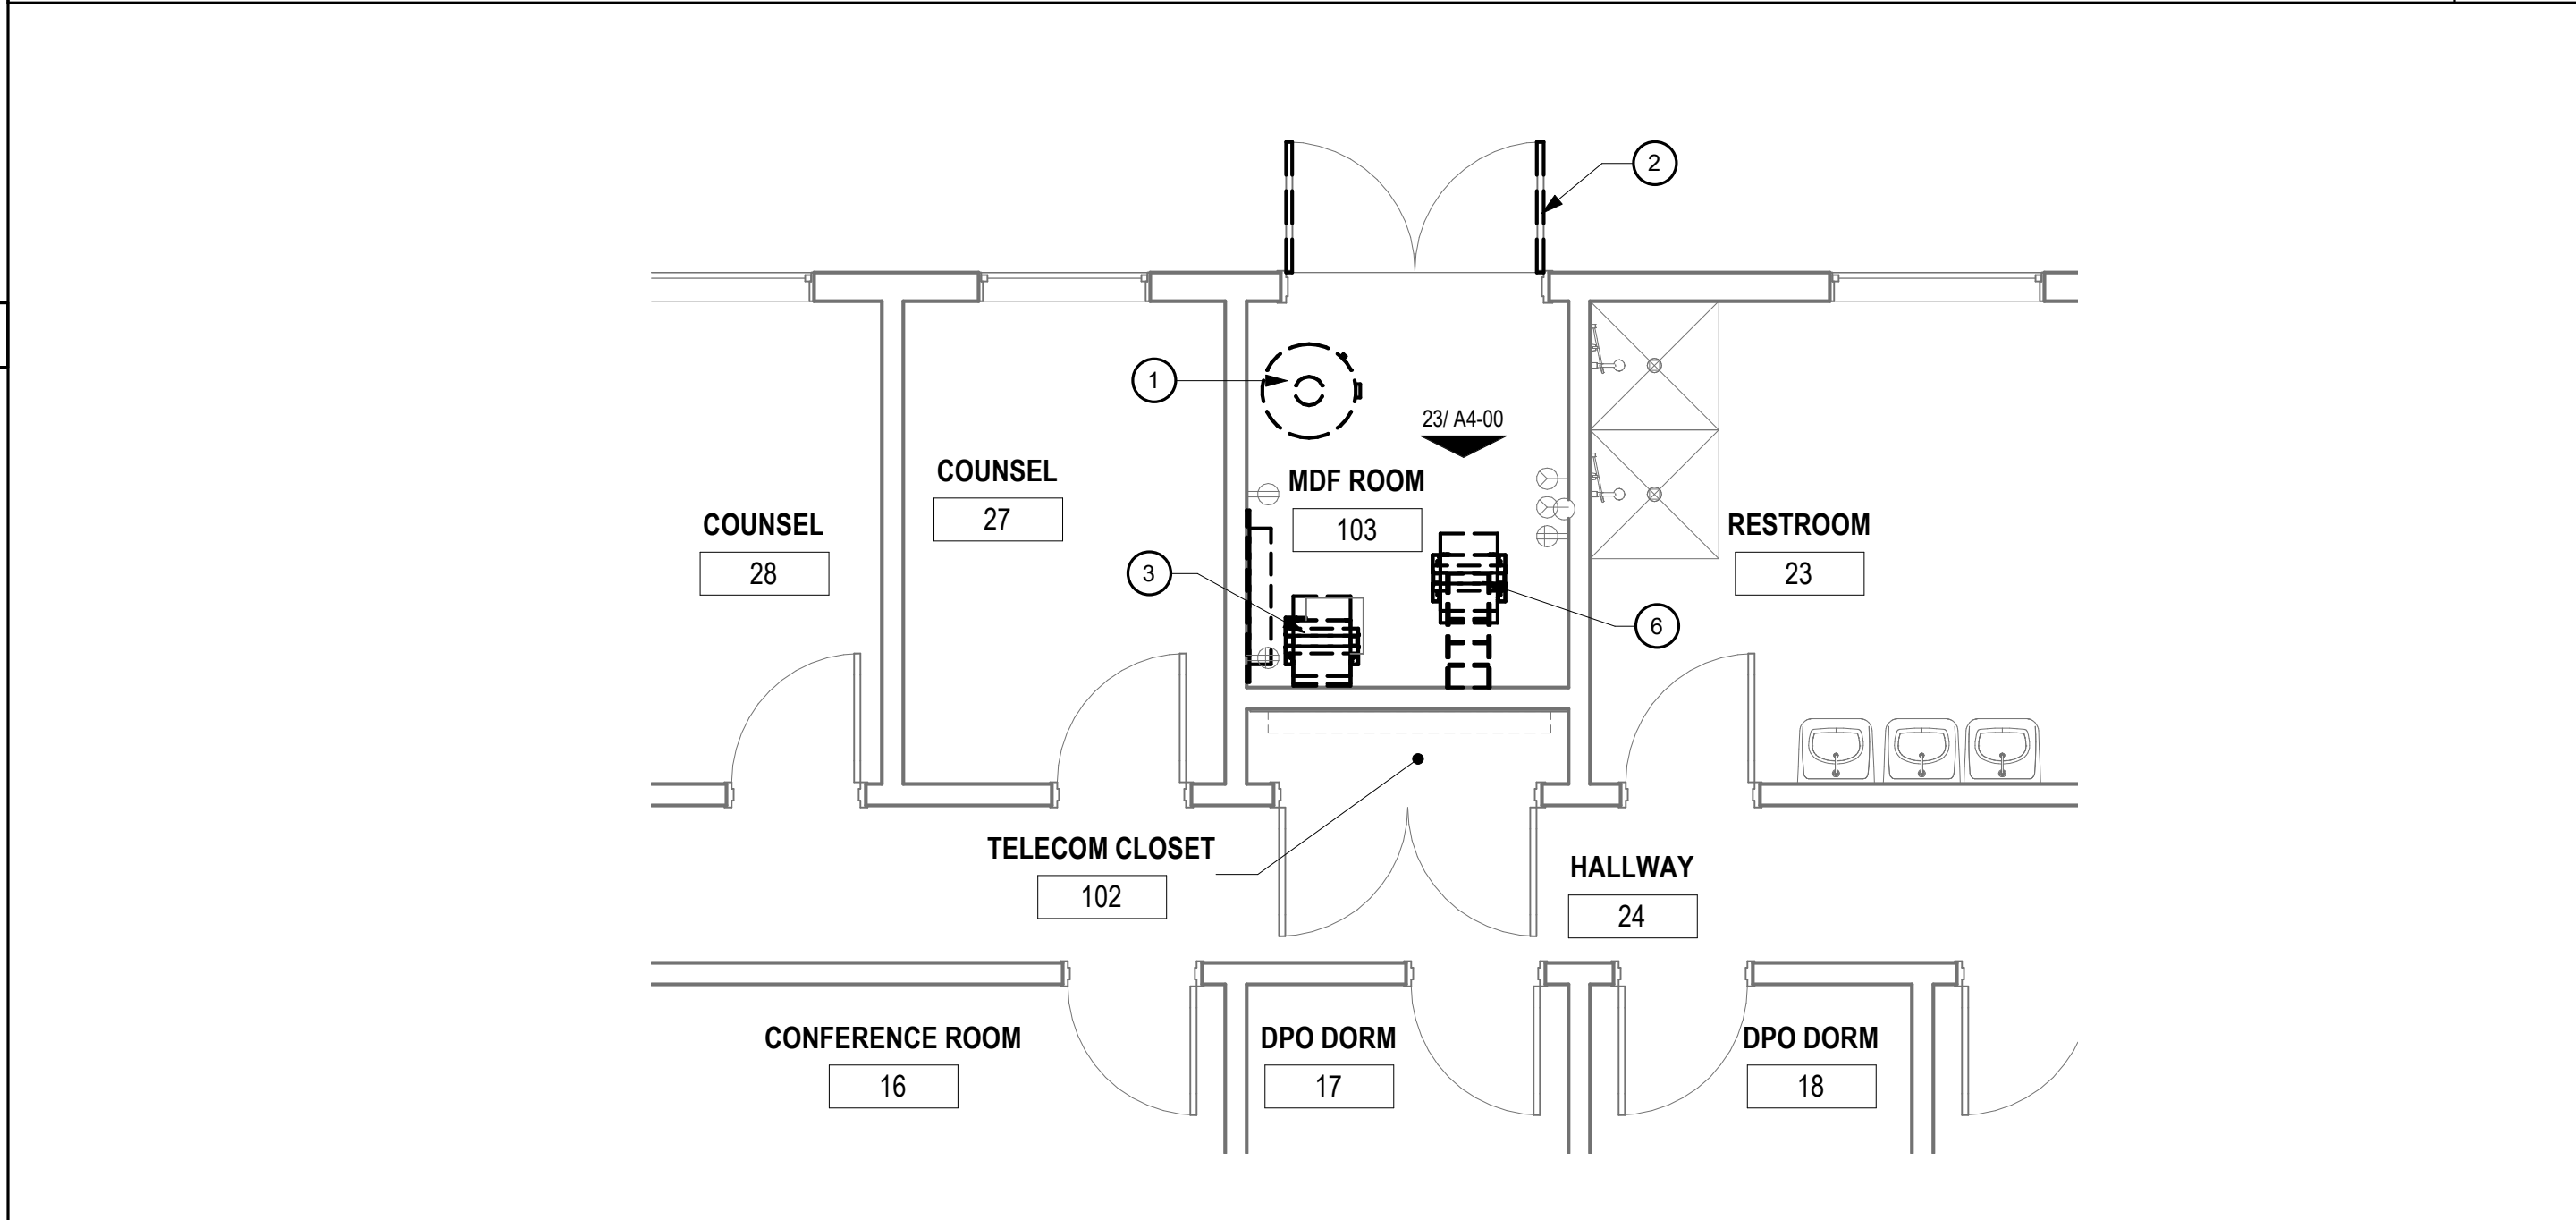 2
1
23/ A4-00
COUNSEL
27
MDF ROOM
103
COUNSEL
28
RESTROOM
23
3
6
TELECOM CLOSET
102
HALLWAY
24
CONFERENCE ROOM
16
DPO DORM
17
DPO DORM
18